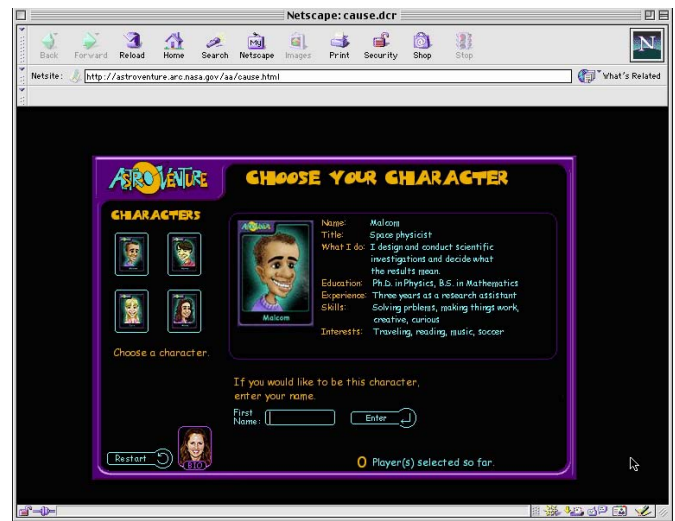 Netscape: cause.dcr
Back Forward Reload Home Search Netscape Images Print Security Shop Stop
My
N
Netsite: http://astroventure.arc.nasa.gov/aa/cause.html What's Related
ASTROVENTURE CHOOSE YOUR CHARACTER
CHARACTERS
Malcom
Name: Malcom
Title: Space physicist
What I do: I design and conduct scientific
investigations and decide what
the results mean.
Education: Ph.D. in Physics, B.S. in Mathematics
Experience: Three years as a research assistant
Skills: Solving prblems, making things work,
creative, curious
Interests: Traveling, reading, music, soccer
Choose a character.
If you would like to be this character,
enter your name.
First
Name: Enter
Restart BIO
0 Player(s) selected so far.